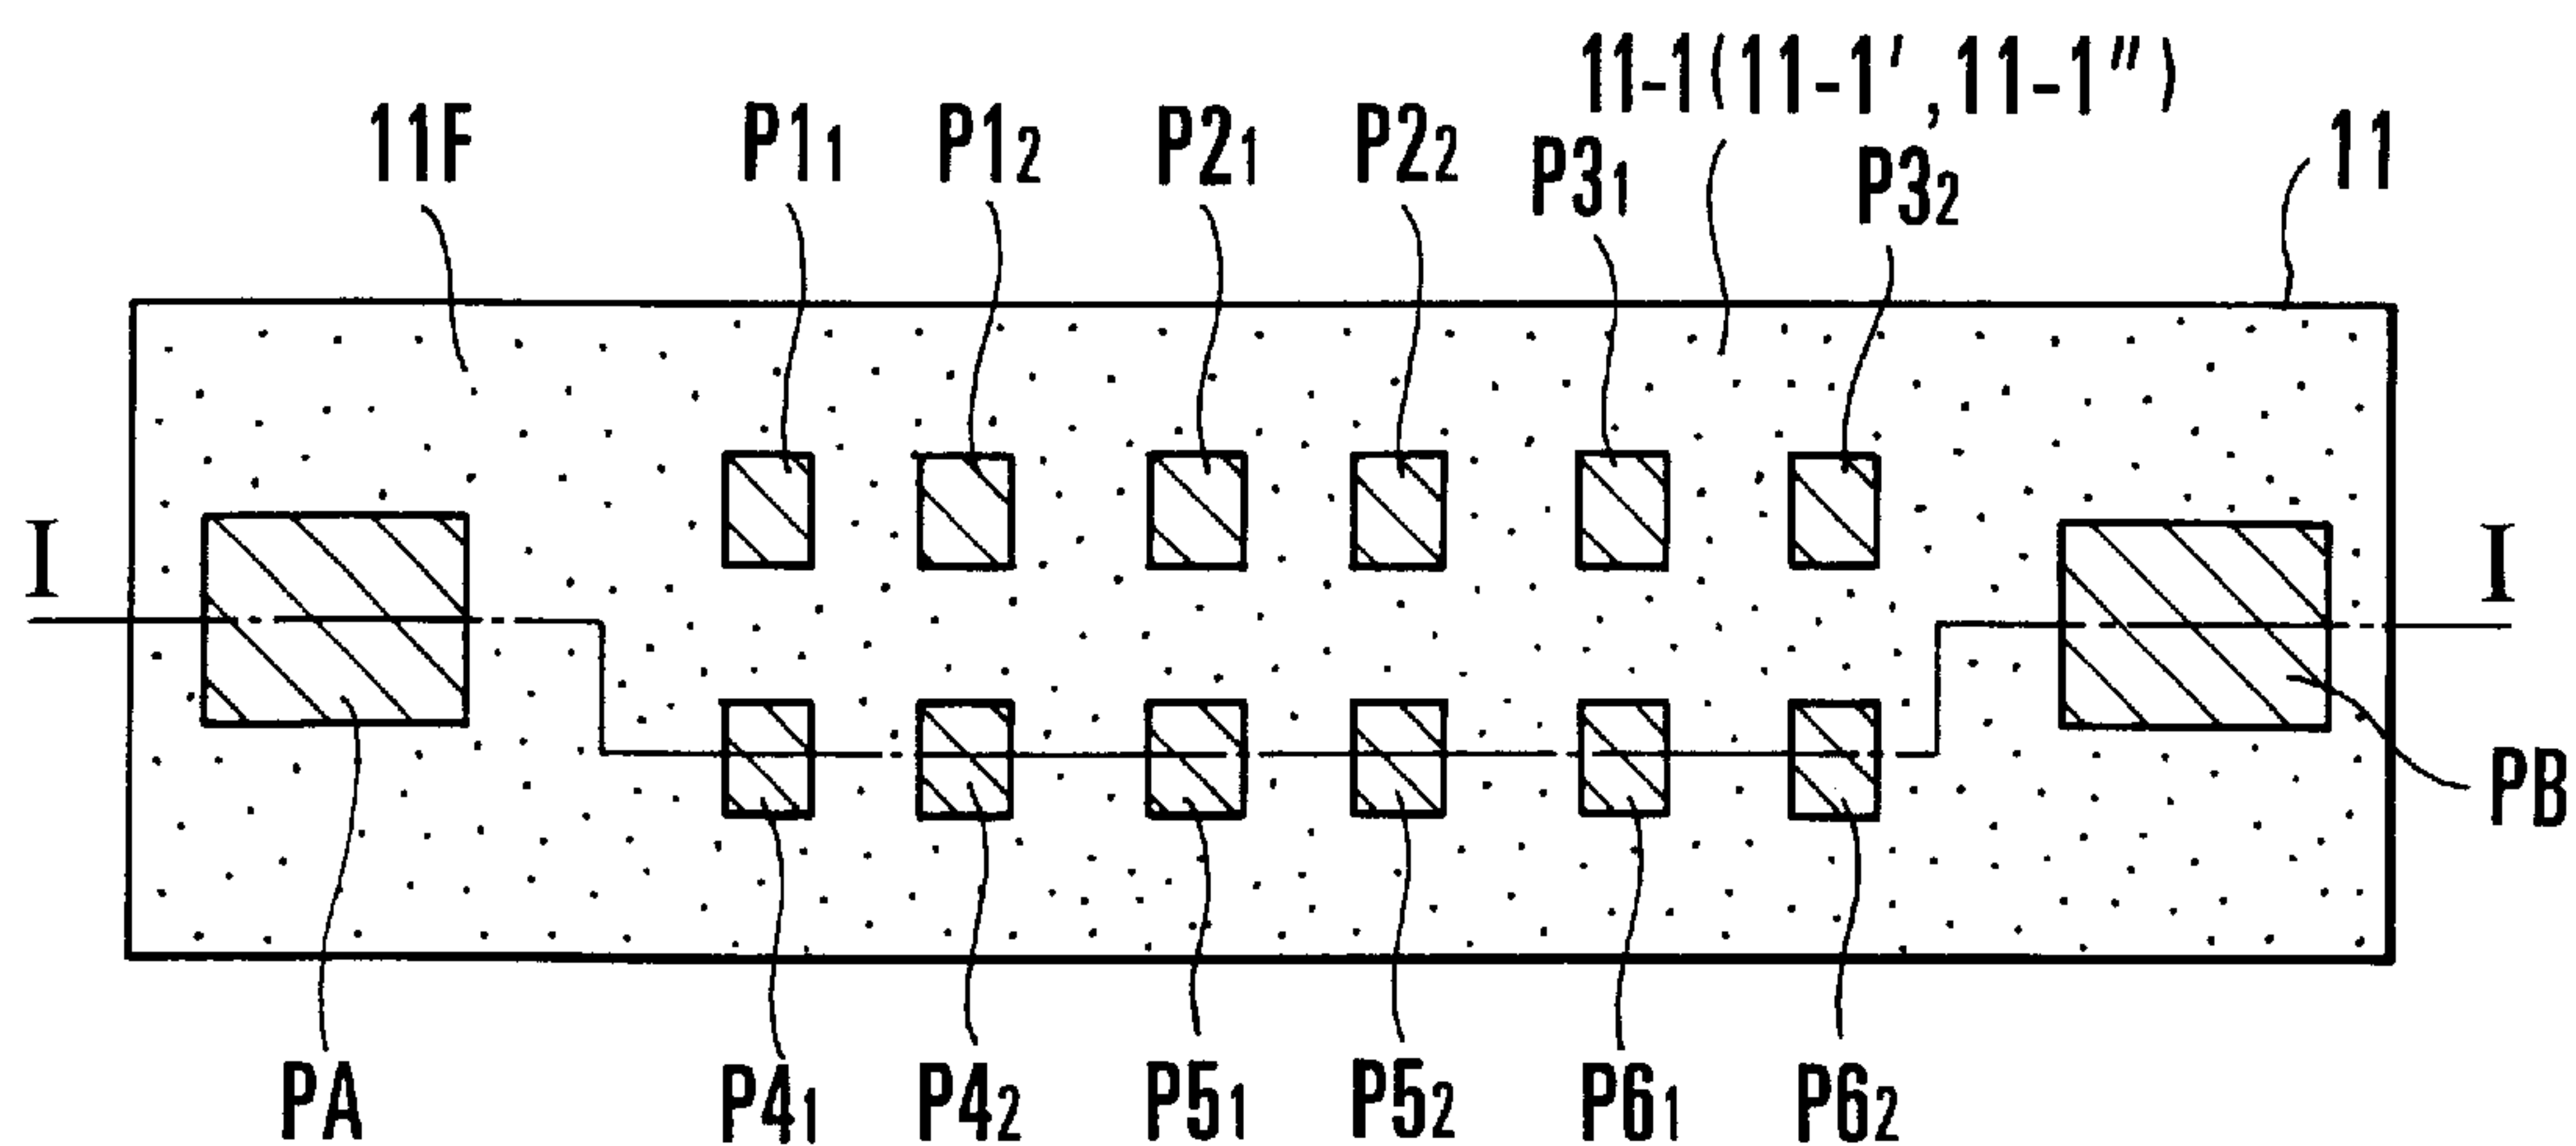 11-1(11-1′, 11-1″)
11F P1₁ P1₂ P2₁ P2₂ P3₁ P3₂ 11
I I
PB
PA P4₁ P4₂ P5₁ P5₂ P6₁ P6₂